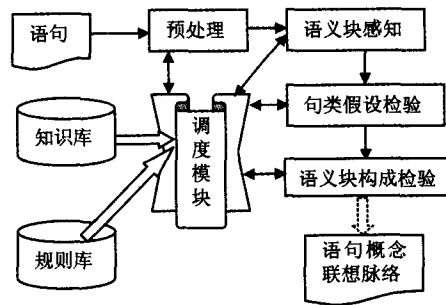 语句
预处理
语义块感知
知识库
调
度
模
块
句类假设检验
语义块构成检验
规则库
语句概念
联想脉络